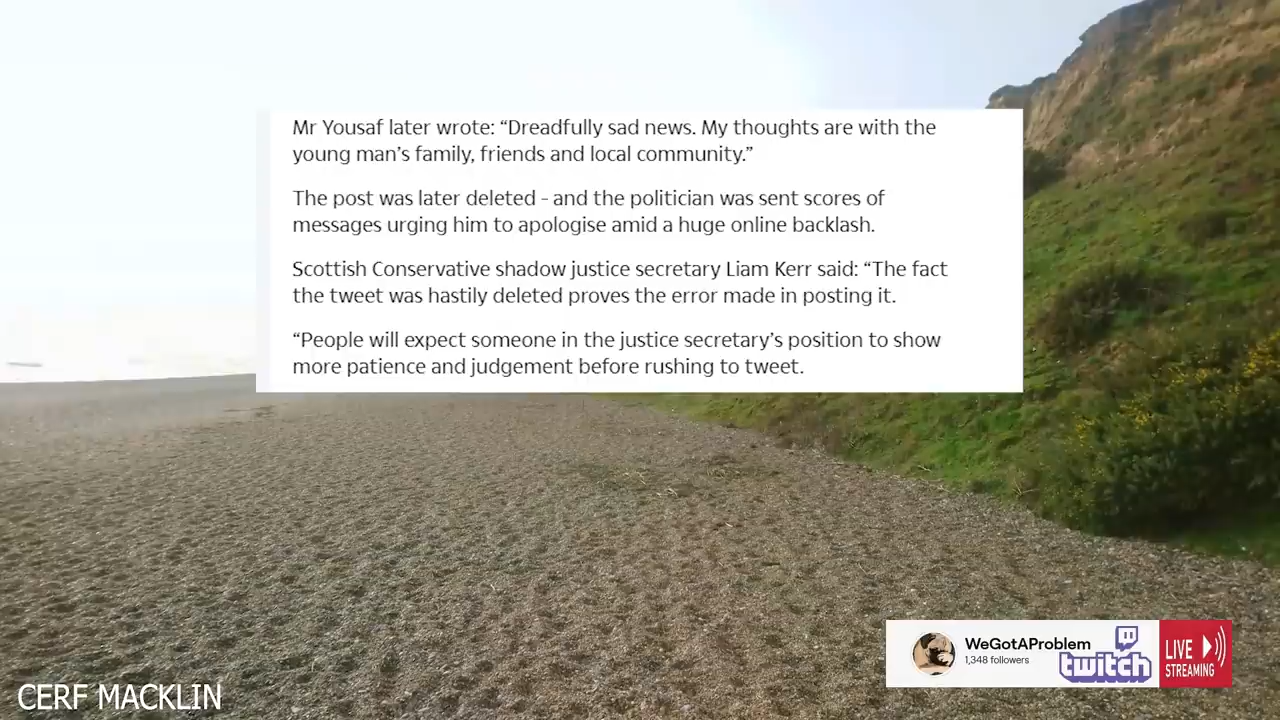 Mr Yousaf later wrote: “Dreadfully sad news. My thoughts are with the
young man’s family, friends and local community.”
The post was later deleted - and the politician was sent scores of
messages urging him to apologise amid a huge online backlash.
Scottish Conservative shadow justice secretary Liam Kerr said: “The fact
the tweet was hastily deleted proves the error made in posting it.
“People will expect someone in the justice secretary’s position to show
more patience and judgement before rushing to tweet.
WeGotAProblem
1,348 followers
twitch
LIVE
STREAMING
CERF MACKLIN